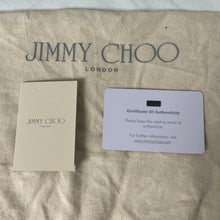 JIMMY CHOO
LONDON
JIMMY CHOO
LONDON
Certificate Of Authenticity
Please keep this card as proof of
authenticity.
For further information visit
www.jimmychoo.com